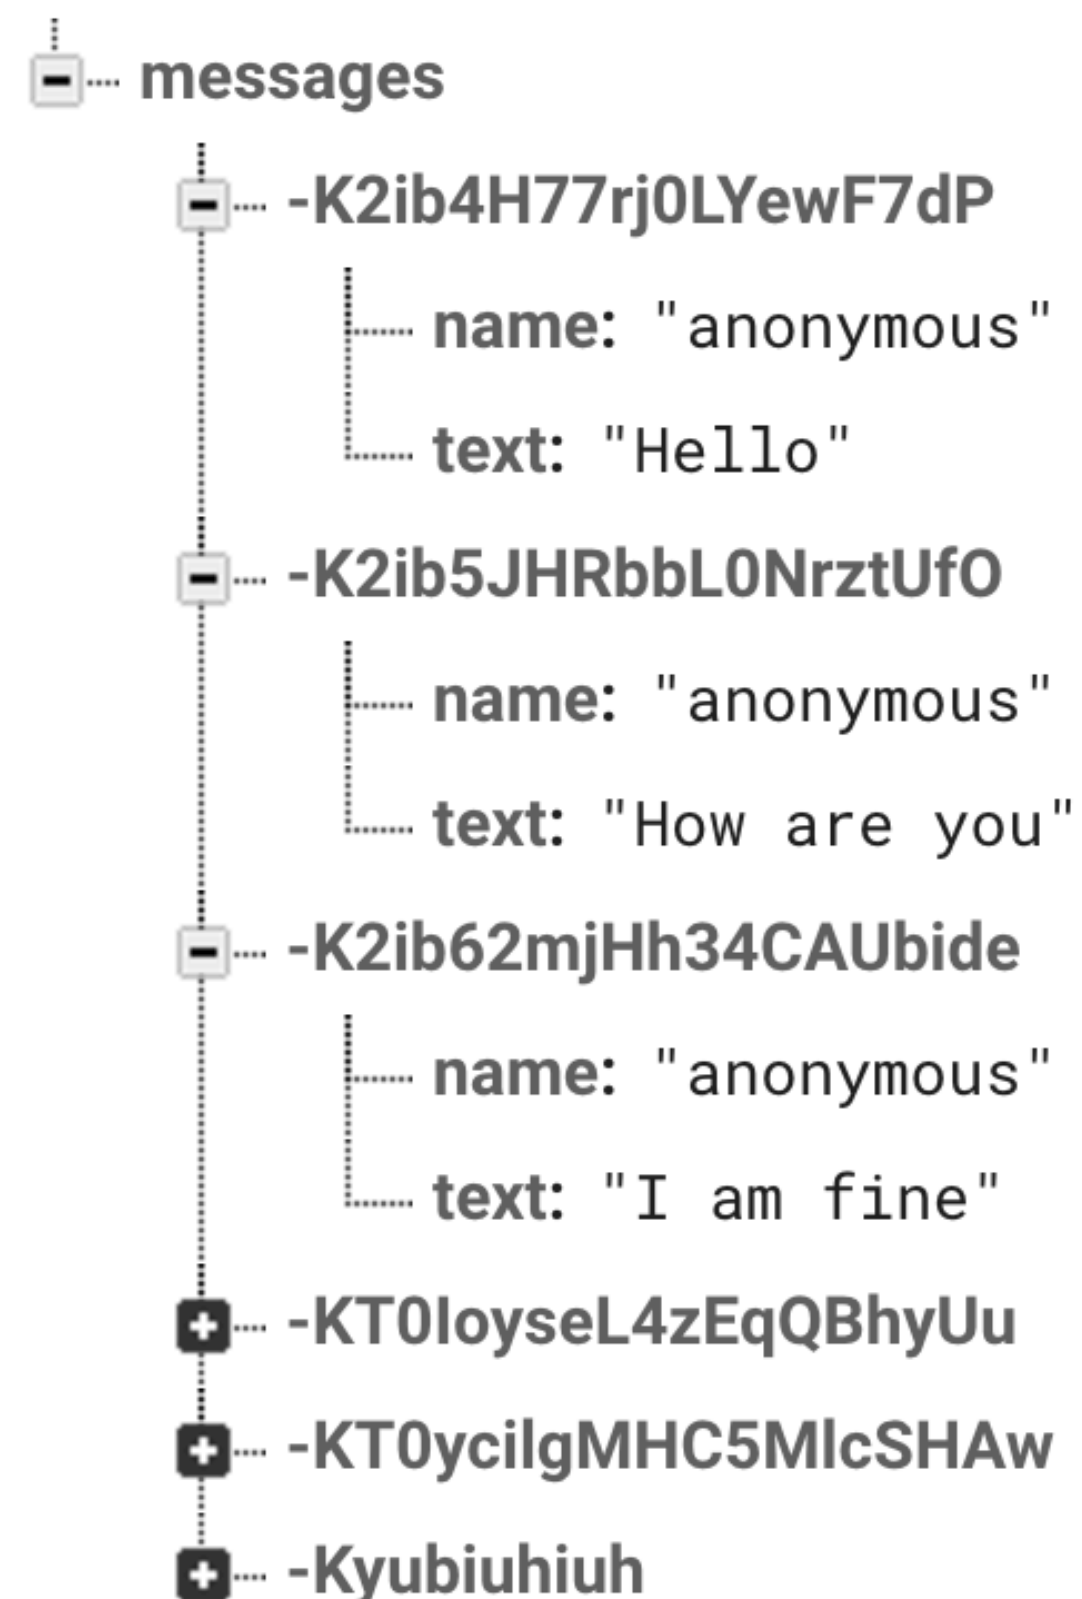 messages
-K2ib4H77rj0LYewF7dP
name: "anonymous"
text: "Hello"
-K2ib5JHRbbL0NrztUfO
name: "anonymous"
text: "How are you"
-K2ib62mjHh34CAUbide
name: "anonymous"
text: "I am fine"
-KT0IoyseL4zEqQBhyUu
-KT0ycilgMHC5MlcSHAw
-Kyubiuhiuh